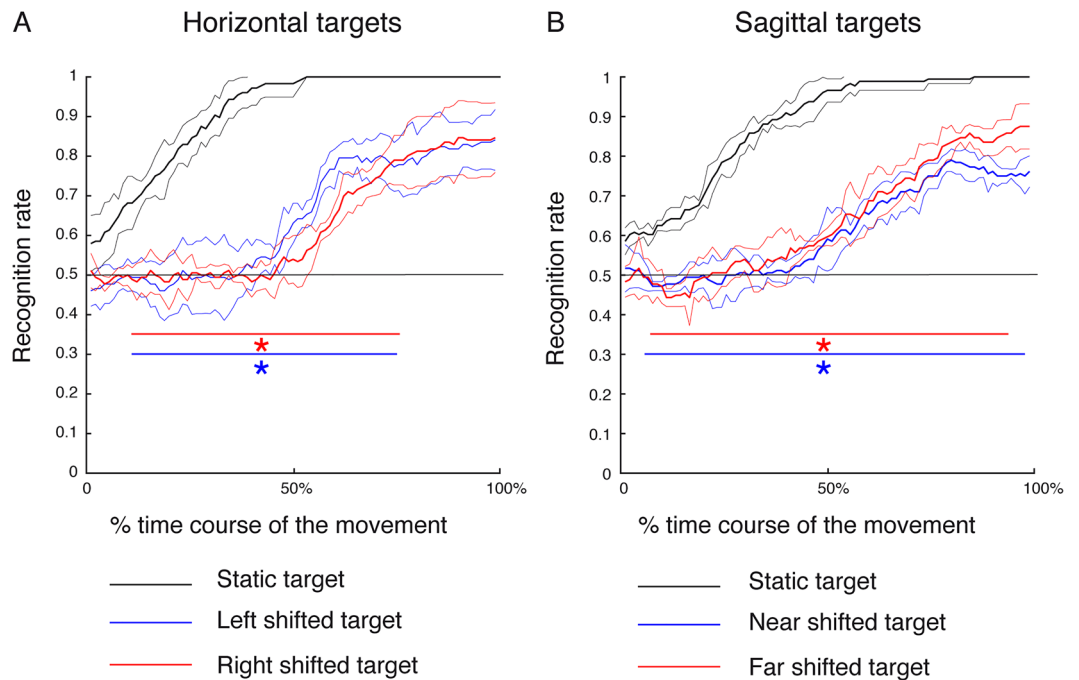 A
Horizontal targets
Recognition rate
1
0.9
0.8
0.7
0.6
0.5
0.4
0.3
0.2
0.1
0
*
*
0
50%
100%
% time course of the movement
Static target
Left shifted target
Right shifted target
B
Sagittal targets
Recognition rate
1
0.9
0.8
0.7
0.6
0.5
0.4
0.3
0.2
0.1
0
*
*
0
50%
100%
% time course of the movement
Static target
Near shifted target
Far shifted target